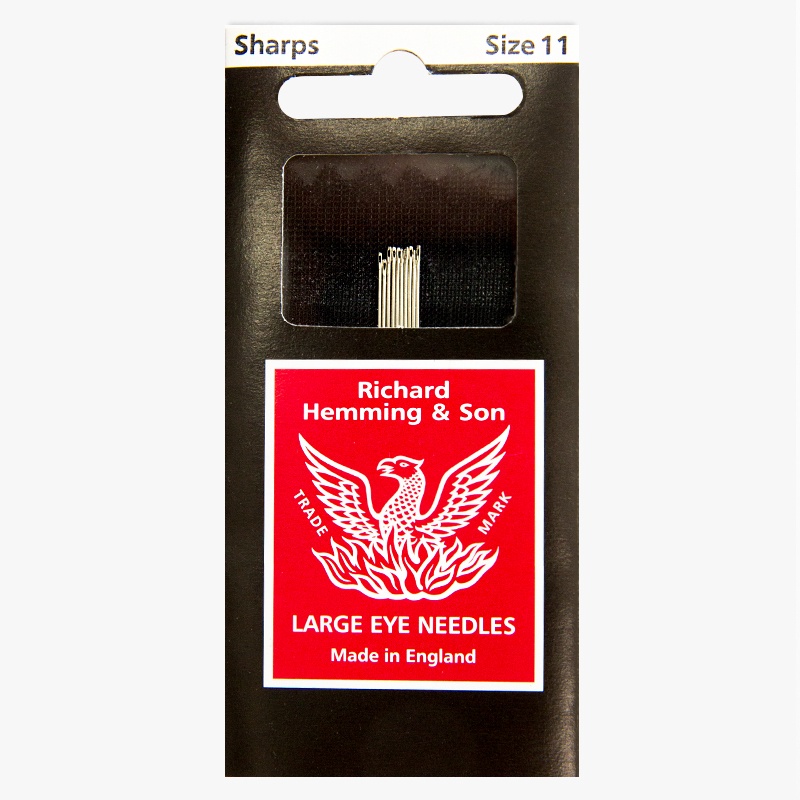 Sharps Size 11
Richard
Hemming & Son
TRADE MARK
LARGE EYE NEEDLES
Made in England